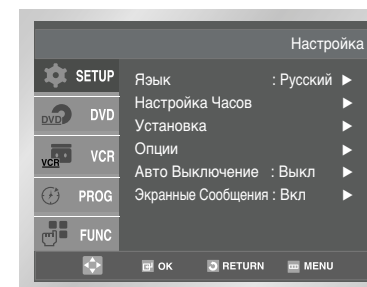 Настройка
SETUP
DVD DVD
VCR VCR
PROG
FUNC
Яэык : Русский ►
Настройка Часов ►
Установка ►
Опции ►
Авто Выключение : Выкл ►
Экранные Сообщения : Вкл ►
OK RETURN MENU